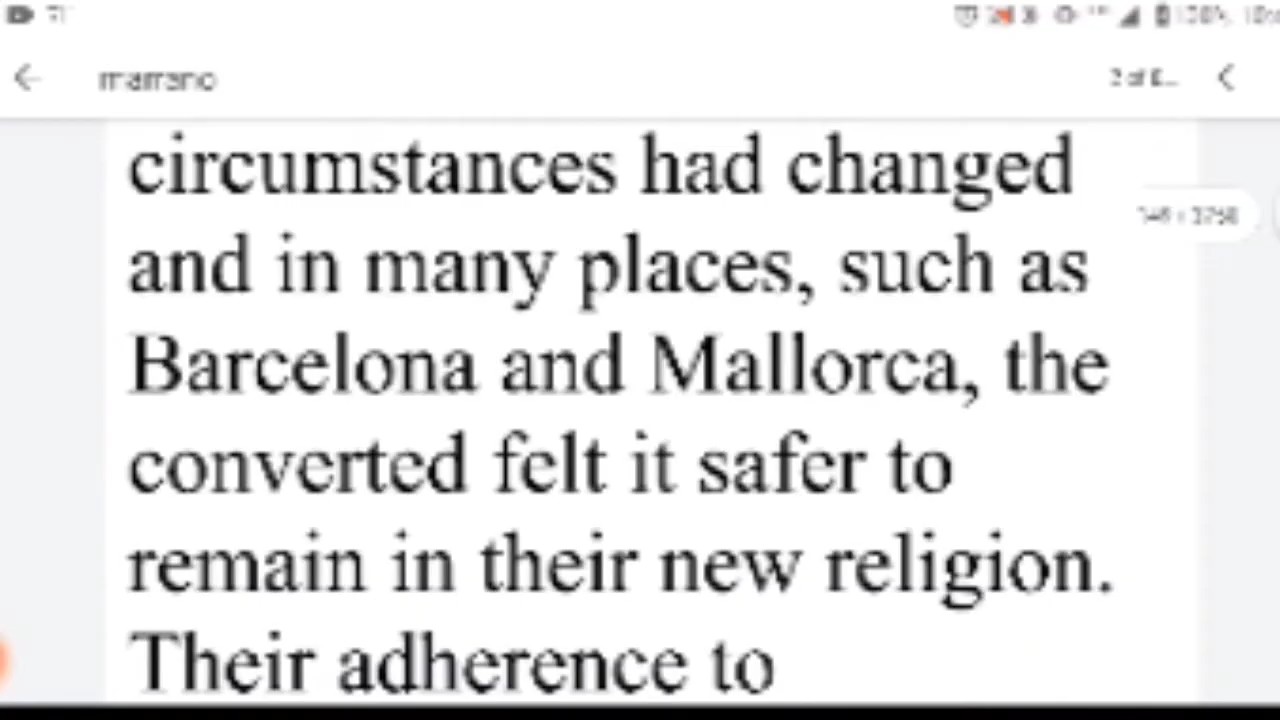 marrano
circumstances had changed
and in many places, such as
Barcelona and Mallorca, the
converted felt it safer to
remain in their new religion.
Their adherence to